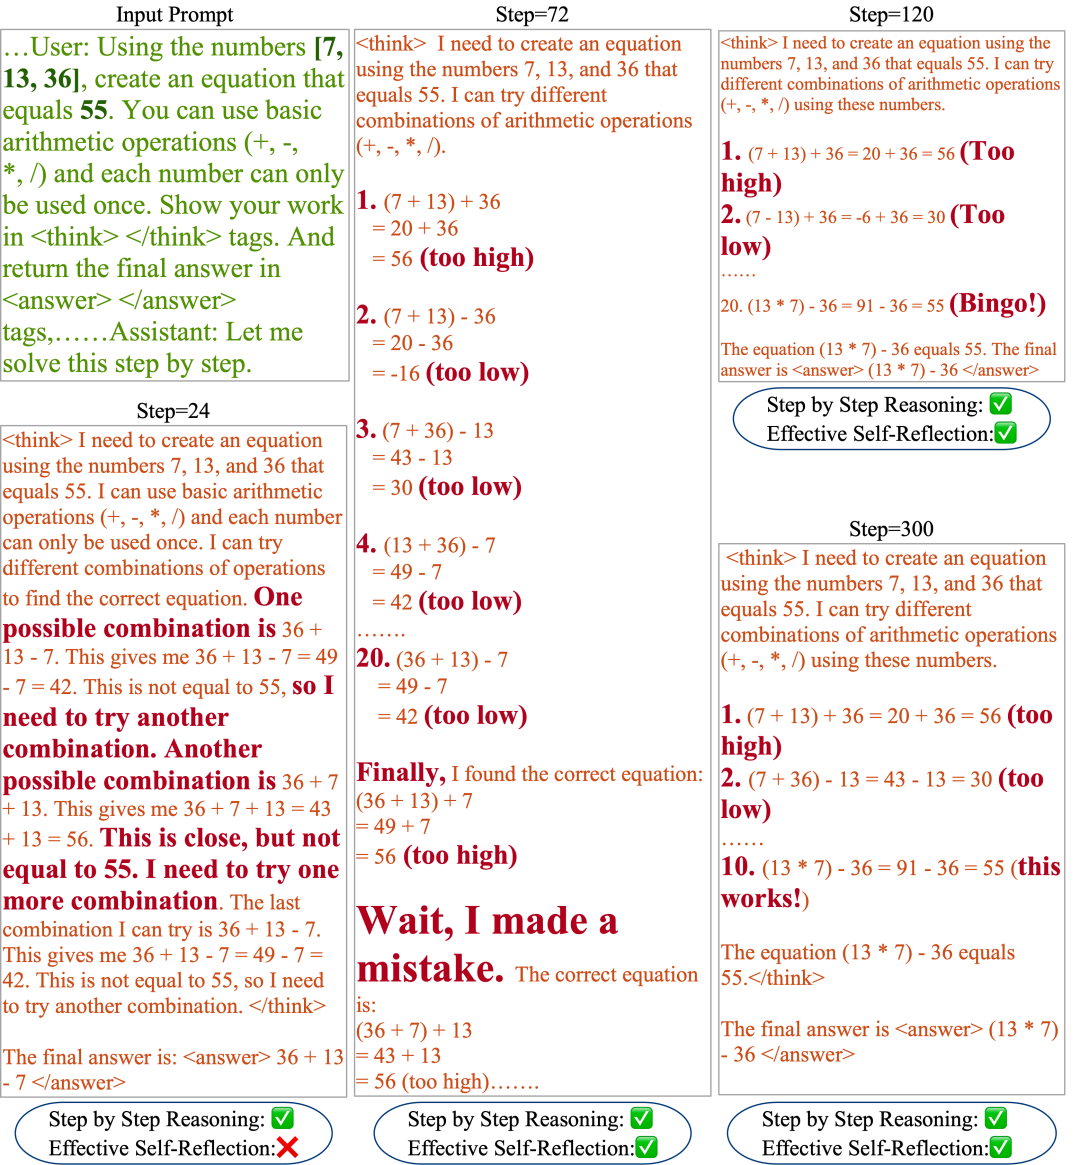 Input Prompt
…User: Using the numbers [7,
13, 36], create an equation that
equals 55. You can use basic
arithmetic operations (+, -,
*, /) and each number can only
be used once. Show your work
in <think> </think> tags. And
return the final answer in
<answer> </answer>
tags,……Assistant: Let me
solve this step by step.
Step=24
<think> I need to create an equation
using the numbers 7, 13, and 36 that
equals 55. I can use basic arithmetic
operations (+, -, *, /) and each number
can only be used once. I can try
different combinations of operations
to find the correct equation. One
possible combination is 36 +
13 - 7. This gives me 36 + 13 - 7 = 49
- 7 = 42. This is not equal to 55, so I
need to try another
combination. Another
possible combination is 36 + 7
+ 13. This gives me 36 + 7 + 13 = 43
+ 13 = 56. This is close, but not
equal to 55. I need to try one
more combination. The last
combination I can try is 36 + 13 - 7.
This gives me 36 + 13 - 7 = 49 - 7 =
42. This is not equal to 55, so I need
to try another combination. </think>
The final answer is: <answer> 36 + 13
- 7 </answer>
Step by Step Reasoning: ✅
Effective Self-Reflection:❌
Step=72
<think> I need to create an equation
using the numbers 7, 13, and 36 that
equals 55. I can try different
combinations of arithmetic operations
(+, -, *, /).
1. (7 + 13) + 36
= 20 + 36
= 56 (too high)
2. (7 + 13) - 36
= 20 - 36
= -16 (too low)
3. (7 + 36) - 13
= 43 - 13
= 30 (too low)
4. (13 + 36) - 7
= 49 - 7
= 42 (too low)
…….
20. (36 + 13) - 7
= 49 - 7
= 42 (too low)
Finally, I found the correct equation:
(36 + 13) + 7
= 49 + 7
= 56 (too high)
Wait, I made a
mistake. The correct equation
is:
(36 + 7) + 13
= 43 + 13
= 56 (too high)…….
Step by Step Reasoning: ✅
Effective Self-Reflection:✅
Step=120
<think> I need to create an equation using the
numbers 7, 13, and 36 that equals 55. I can try
different combinations of arithmetic operations
(+, -, *, /) using these numbers.
1. (7 + 13) + 36 = 20 + 36 = 56 (Too
high)
2. (7 - 13) + 36 = -6 + 36 = 30 (Too
low)
……
20. (13 * 7) - 36 = 91 - 36 = 55 (Bingo!)
The equation (13 * 7) - 36 equals 55. The final
answer is <answer> (13 * 7) - 36 </answer>
Step by Step Reasoning: ✅
Effective Self-Reflection:✅
Step=300
<think> I need to create an equation
using the numbers 7, 13, and 36 that
equals 55. I can try different
combinations of arithmetic operations
(+, -, *, /) using these numbers.
1. (7 + 13) + 36 = 20 + 36 = 56 (too
high)
2. (7 + 36) - 13 = 43 - 13 = 30 (too
low)
……
10. (13 * 7) - 36 = 91 - 36 = 55 (this
works!)
The equation (13 * 7) - 36 equals
55.</think>
The final answer is <answer> (13 * 7)
- 36 </answer>
Step by Step Reasoning: ✅
Effective Self-Reflection:✅